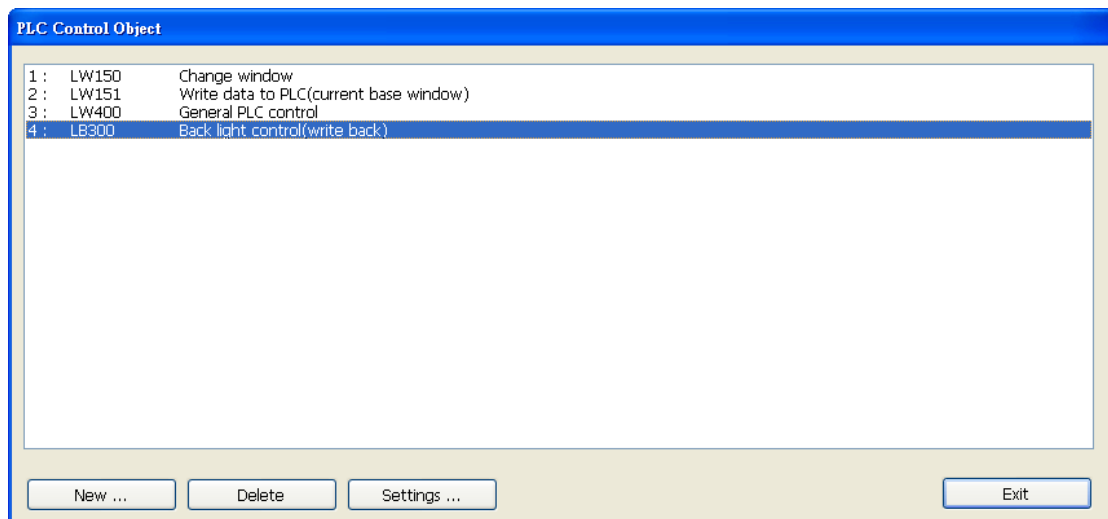 PLC Control Object
1 : LW150 Change window
2 : LW151 Write data to PLC(current base window)
3 : LW400 General PLC control
4 : LB300 Back light control(write back)
New ... Delete Settings ... Exit